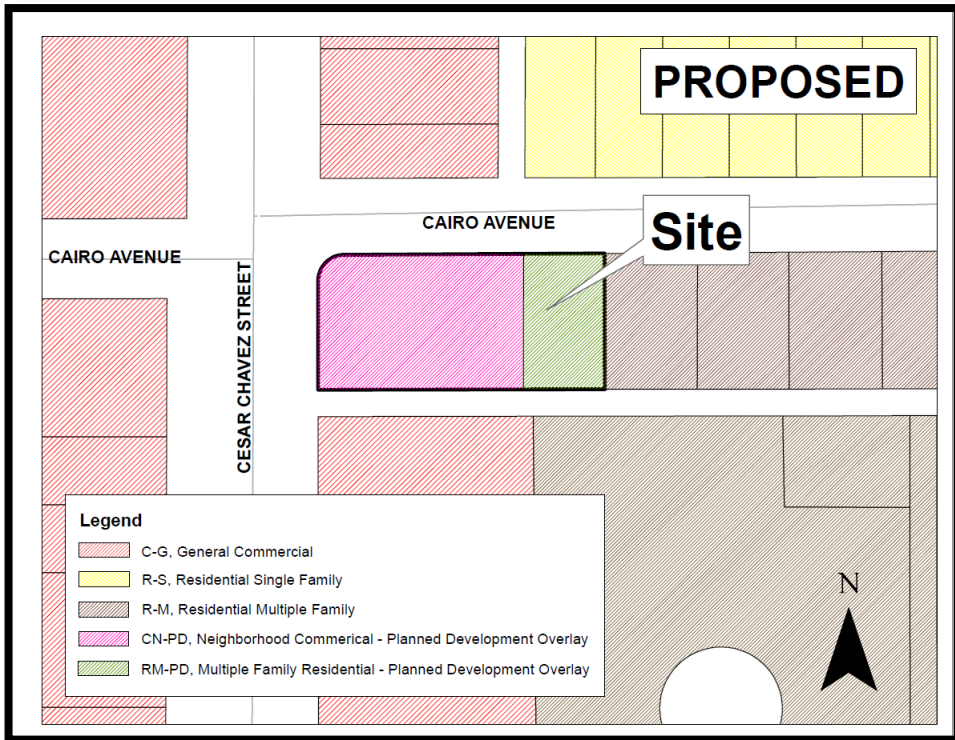 PROPOSED
CAIRO AVENUE
Site
CAIRO AVENUE
CESAR CHAVEZ STREET
Legend
C-G, General Commercial
R-S, Residential Single Family
R-M, Residential Multiple Family
CN-PD, Neighborhood Commerical - Planned Development Overlay
RM-PD, Multiple Family Residential - Planned Development Overlay
N